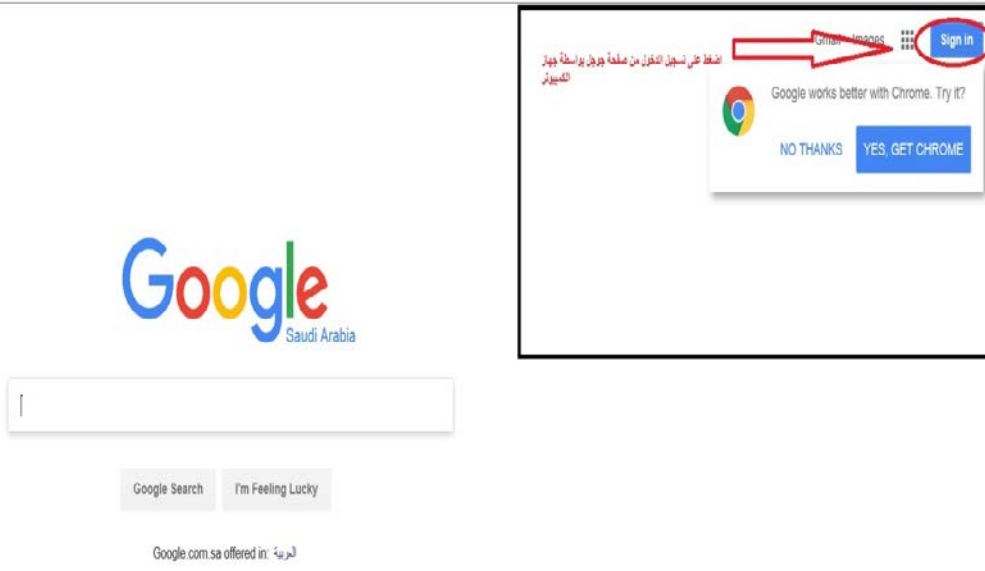 Gmail Images Sign in
اضغط على تسجيل الدخول من صفحة جوجل بواسطة جهاز
الكمبيوتر
Google works better with Chrome. Try it?
NO THANKS YES, GET CHROME
Google
Saudi Arabia
Google Search I'm Feeling Lucky
Google.com.sa offered in: العربية